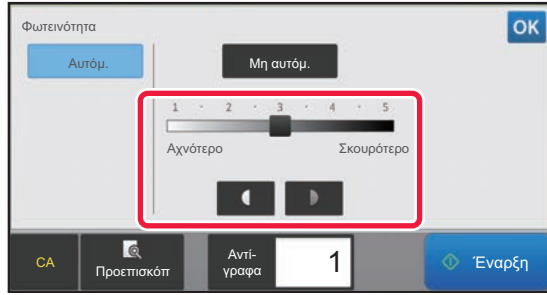 Φωτεινότητα
OK
Αυτόμ.
Μη αυτόμ.
1 · 2 · 3 · 4 · 5
Αχνότερο Σκουρότερο
CA
Προεπισκόπ
Αντί-
γραφα
1
Έναρξη